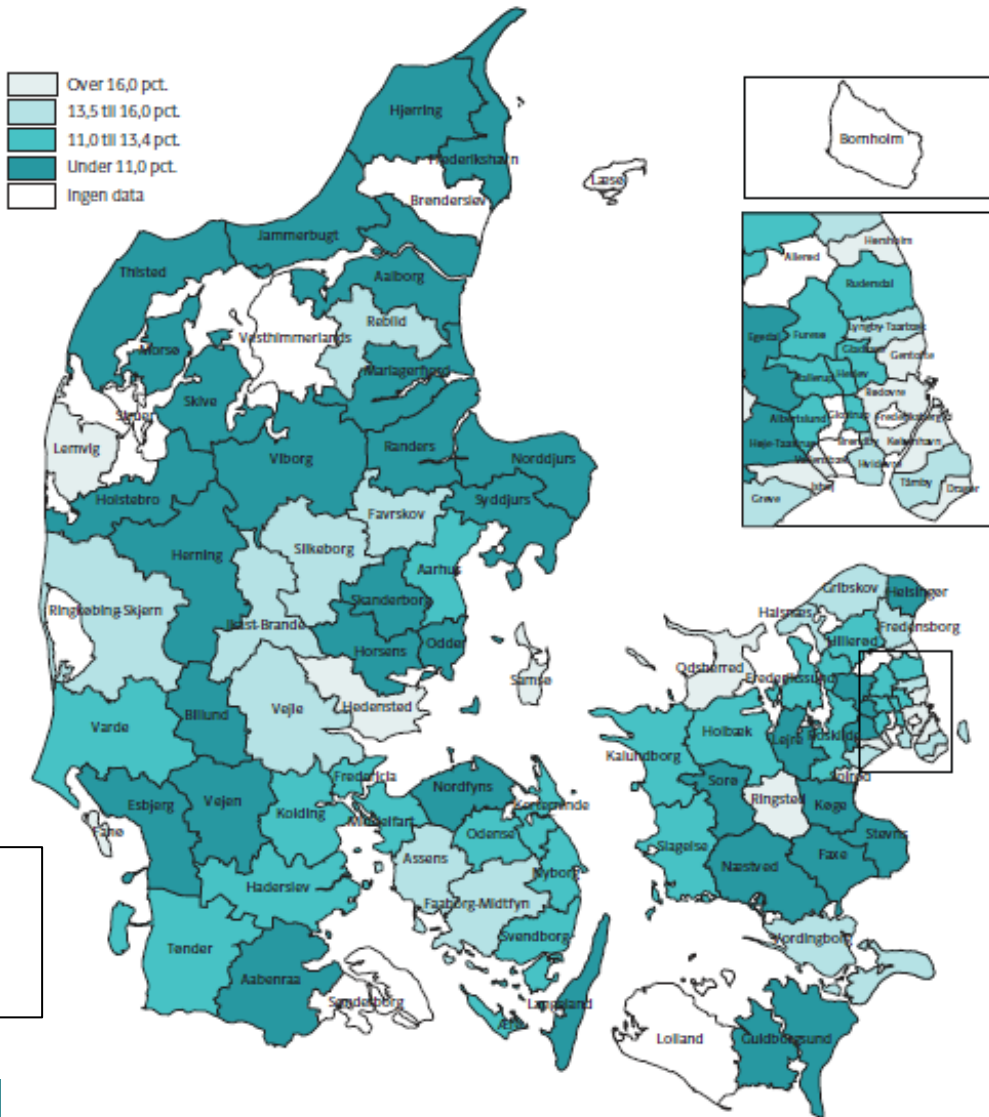 Over 16,0 pct.
13,5 til 16,0 pct.
11,0 til 13,4 pct.
Under 11,0 pct.
Ingen data
Hjørring
Frederikshavn
Brønderslev
Læsø
Jammerbugt
Thisted
Aalborg
Rebild
Vesthimmerlands
Morsø
Mariagerfjord
Skive
Lemvig
Viborg
Randers
Norddjurs
Holstebro
Syddjurs
Favrskov
Silkeborg
Herning
Aarhus
Skanderborg
Ringkøbing-Skjern
Ikast-Brande
Horsens
Odder
Samsø
Hedensted
Vejle
Billund
Varde
Fredericia
Vejen
Esbjerg
Kolding
Middelfart
Nordfyns
Kerteminde
Odense
Fanø
Assens
Nyborg
Haderslev
Faaborg-Midtfyn
Svendborg
Tønder
Aabenraa
Sønderborg
Langeland
Ærø
Bornholm
Hørsholm
Allerød
Rudersdal
Lyngby-Taarbæk
Egedal
Furesø
Gentofte
Herlev
Ballerup
Rødovre
Albertslund
Glostrup
Frederiksberg
Høje-Taastrup
Brøndby
København
Hvidovre
Ishøj
Tårnby
Dragør
Greve
Gribskov
Helsingør
Halsnæs
Fredensborg
Hillerød
Odsherred
Frederikssund
Holbæk
Roskilde
Kalundborg
Lejre
Solrød
Sorø
Ringsted
Køge
Stevns
Slagelse
Næstved
Faxe
Vordingborg
Lolland
Guldborgsund